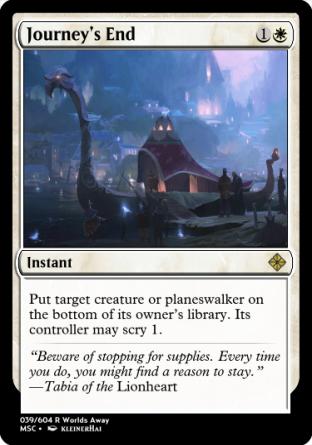 Journey's End 1
Instant
Put target creature or planeswalker on
the bottom of its owner's library. Its
controller may scry 1.
“Beware of stopping for supplies. Every time
you do, you might find a reason to stay.”
—Tabia of the Lionheart
039/604 R Worlds Away
MSC • KLEINERHAI